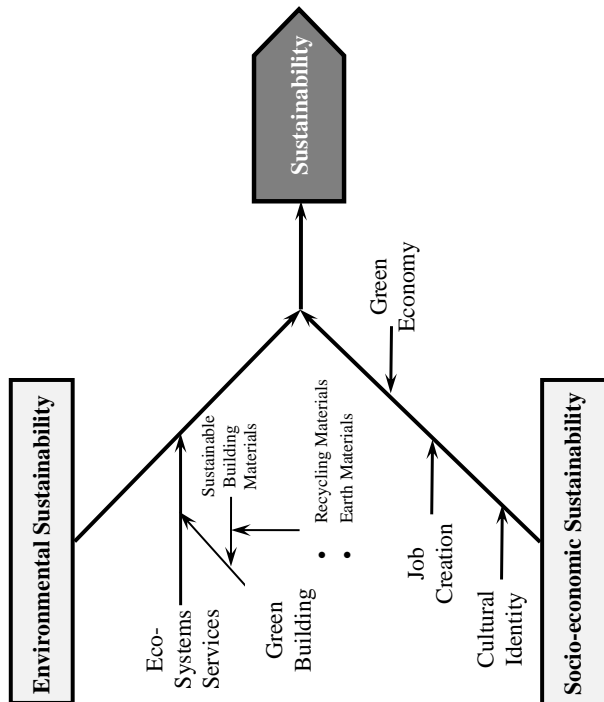 Environmental Sustainability
Eco-
Systems
Services
Sustainable
Building
Materials
Green
Building
• Recycling Materials
• Earth Materials
Sustainability
Job
Creation
Green
Economy
Cultural
Identity
Socio-economic Sustainability